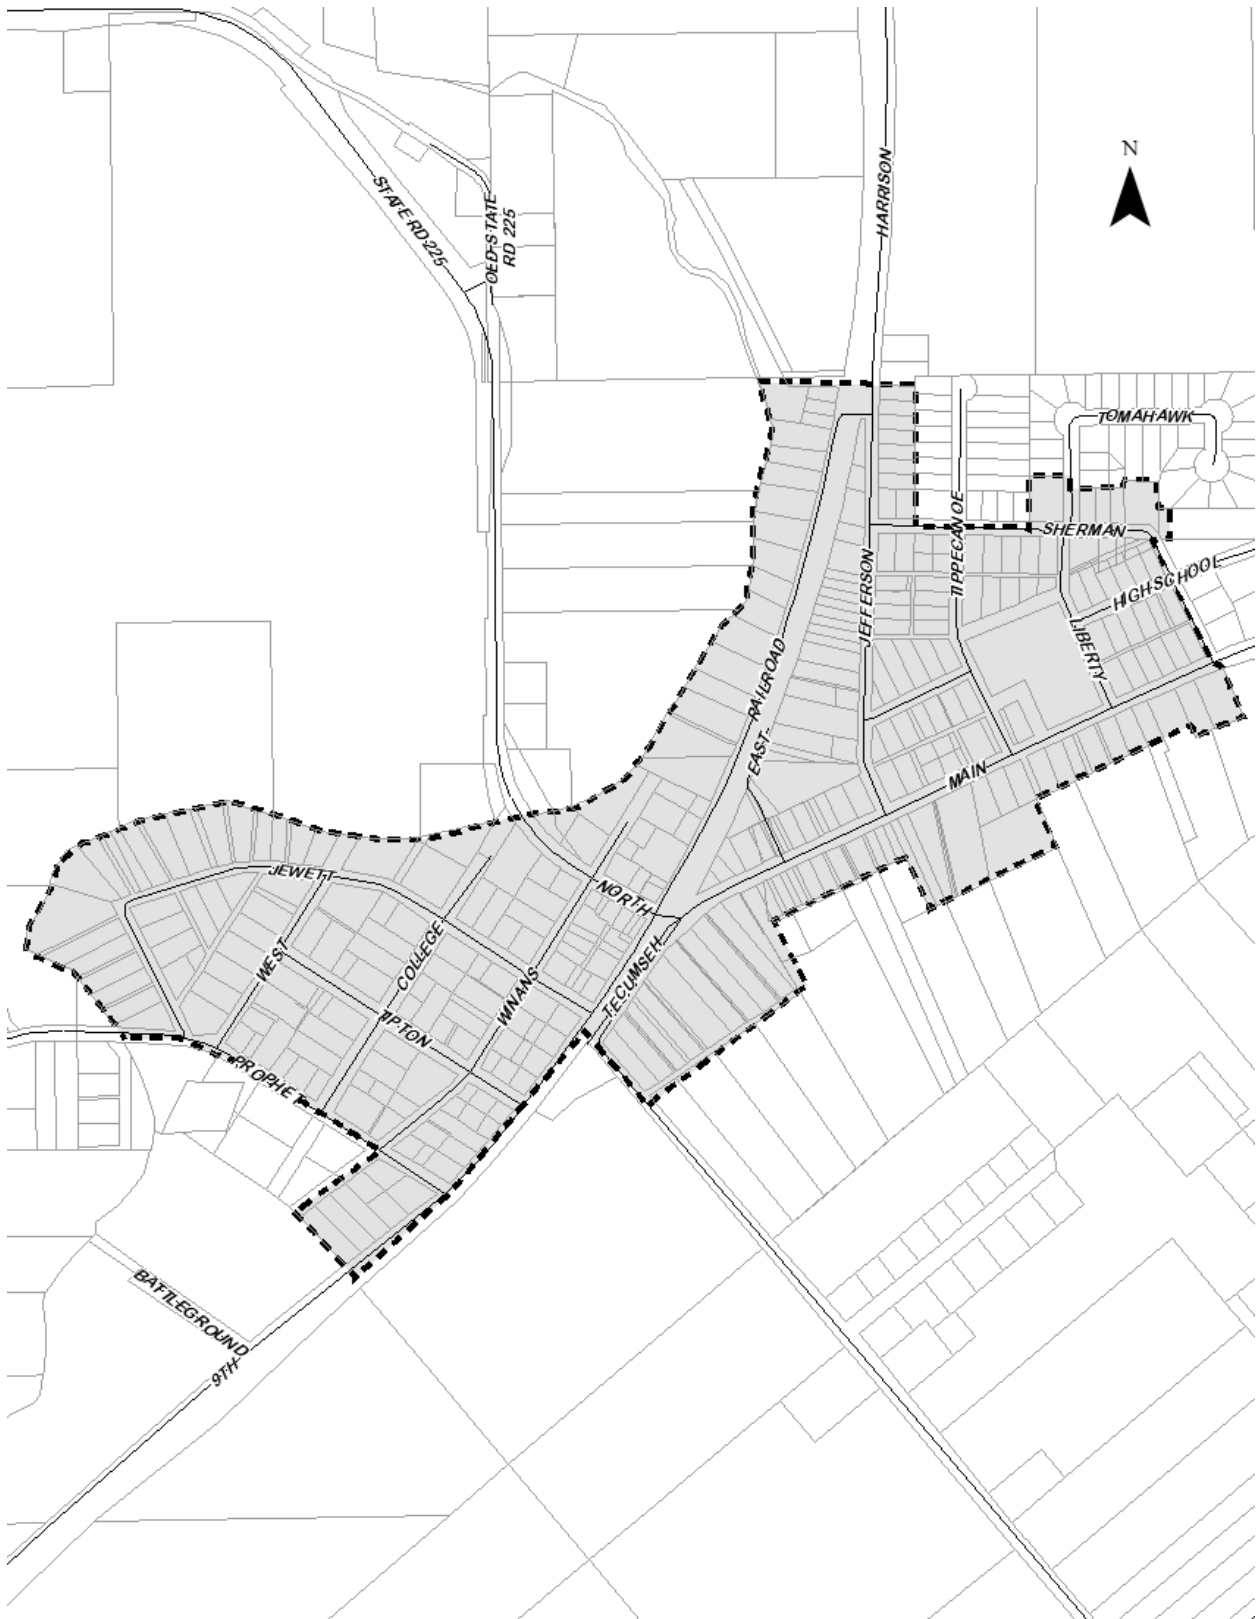 N
HARRISON
STATE RD 225
OLD STATE
RD 225
TOMAHAWK
SHERMAN
TIPPECANOE
JEFFERSON
HIGH SCHOOL
LIBERTY
RAILROAD
EAST
MAIN
JEWETT
NORTH
WEST
COLLEGE
WINANS
TECUMSEH
TIPTON
PROPHET
BATTLEGROUND
9TH